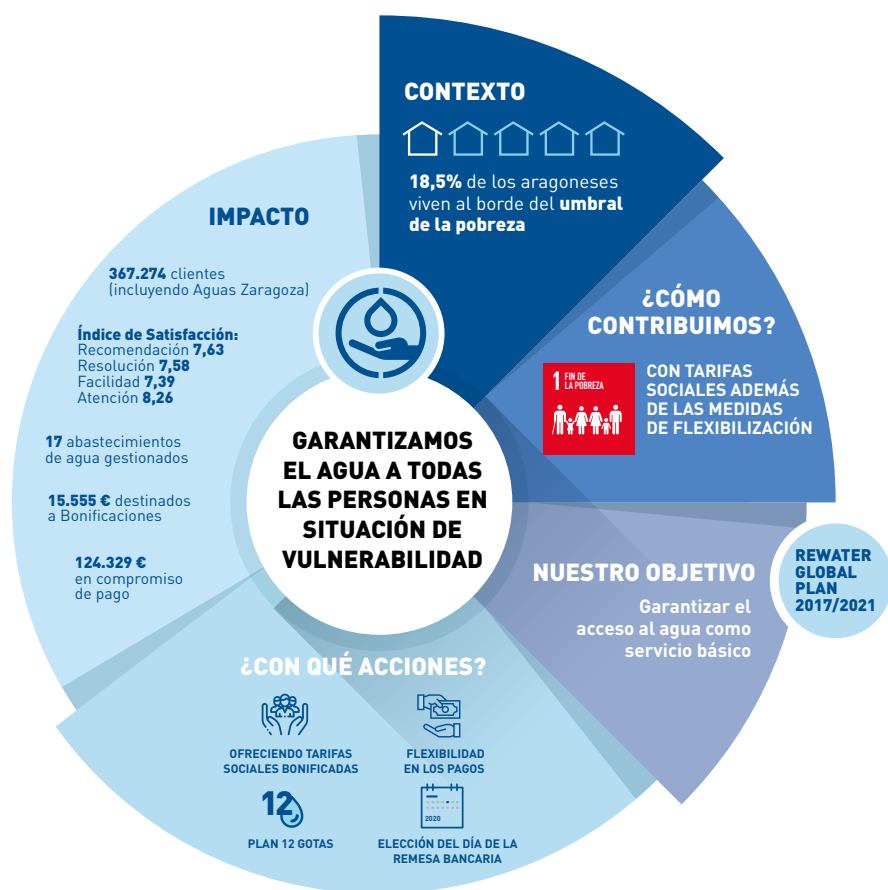 CONTEXTO
18,5% de los aragoneses
viven al borde del umbral
de la pobreza
¿CÓMO
CONTRIBUIMOS?
1 FIN DE
LA POBREZA
CON TARIFAS
SOCIALES ADEMÁS
DE LAS MEDIDAS
DE FLEXIBILIZACIÓN
NUESTRO OBJETIVO
Garantizar el
acceso al agua como
servicio básico
REWATER
GLOBAL
PLAN
2017/2021
¿CON QUÉ ACCIONES?
OFRECIENDO TARIFAS
SOCIALES BONIFICADAS
FLEXIBILIDAD
EN LOS PAGOS
12
PLAN 12 GOTAS
2020
ELECCIÓN DEL DÍA DE LA
REMESA BANCARIA
IMPACTO
367.274 clientes
(incluyendo Aguas Zaragoza)
Índice de Satisfacción:
Recomendación 7,63
Resolución 7,58
Facilidad 7,39
Atención 8,26
17 abastecimientos
de agua gestionados
15.555 € destinados
a Bonificaciones
124.329 €
en compromiso
de pago
GARANTIZAMOS
EL AGUA A TODAS
LAS PERSONAS EN
SITUACIÓN DE
VULNERABILIDAD